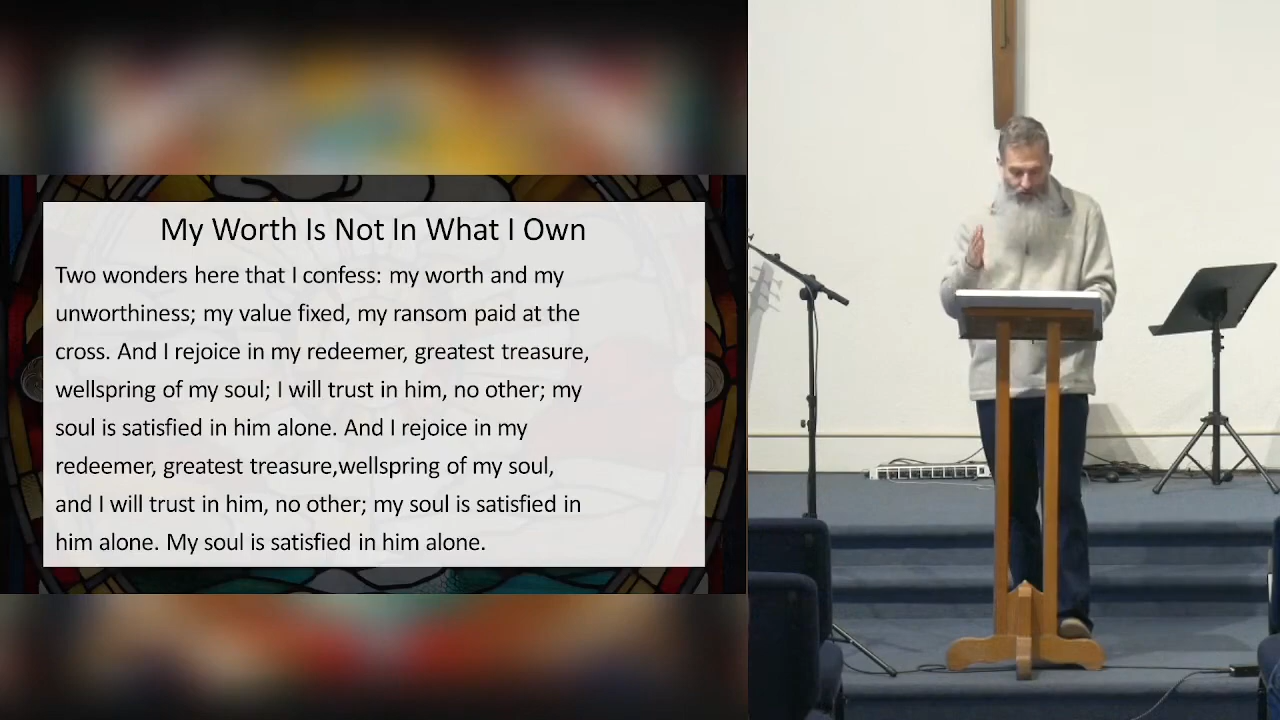 My Worth Is Not In What I Own
Two wonders here that I confess: my worth and my
unworthiness; my value fixed, my ransom paid at the
cross. And I rejoice in my redeemer, greatest treasure,
wellspring of my soul; I will trust in him, no other; my
soul is satisfied in him alone. And I rejoice in my
redeemer, greatest treasure,wellspring of my soul,
and I will trust in him, no other; my soul is satisfied in
him alone. My soul is satisfied in him alone.